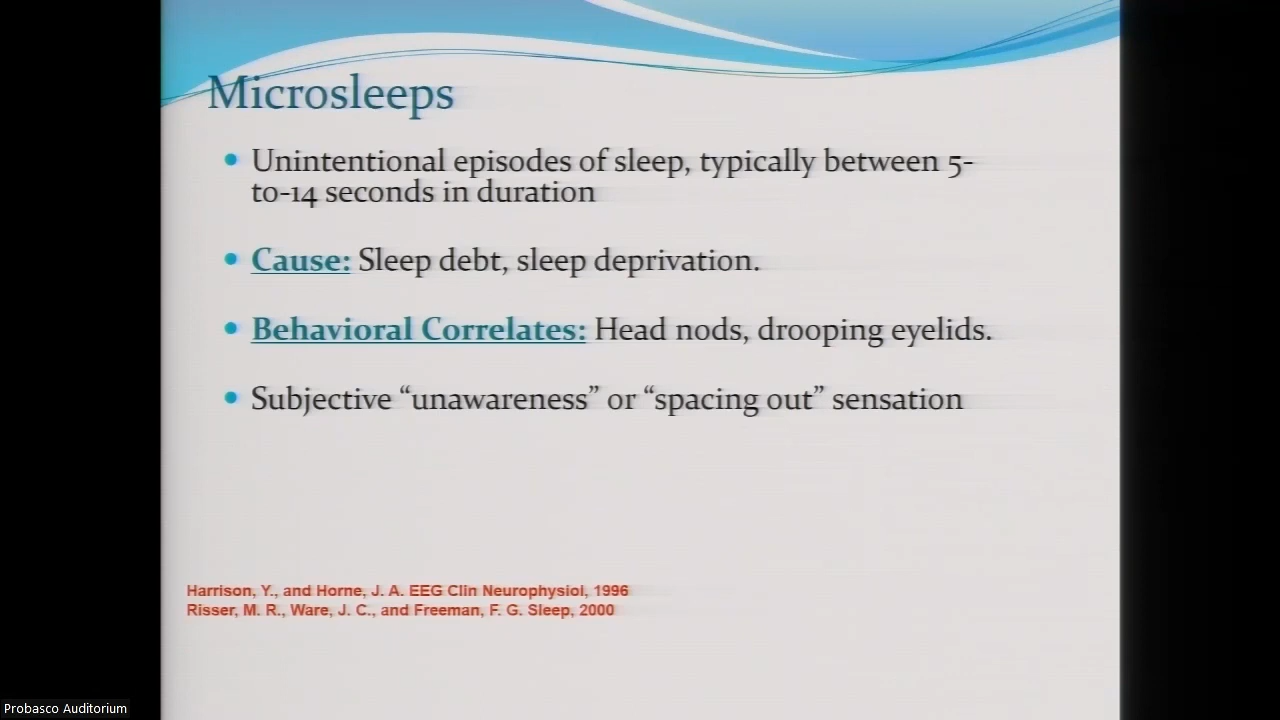 Microsleeps
Unintentional episodes of sleep, typically between 5-
to-14 seconds in duration
Cause: Sleep debt, sleep deprivation.
Behavioral Correlates: Head nods, drooping eyelids.
Subjective “unawareness” or “spacing out” sensation
Harrison, Y., and Horne, J. A. EEG Clin Neurophysiol, 1996
Risser, M. R., Ware, J. C., and Freeman, F. G. Sleep, 2000
Probasco Auditorium